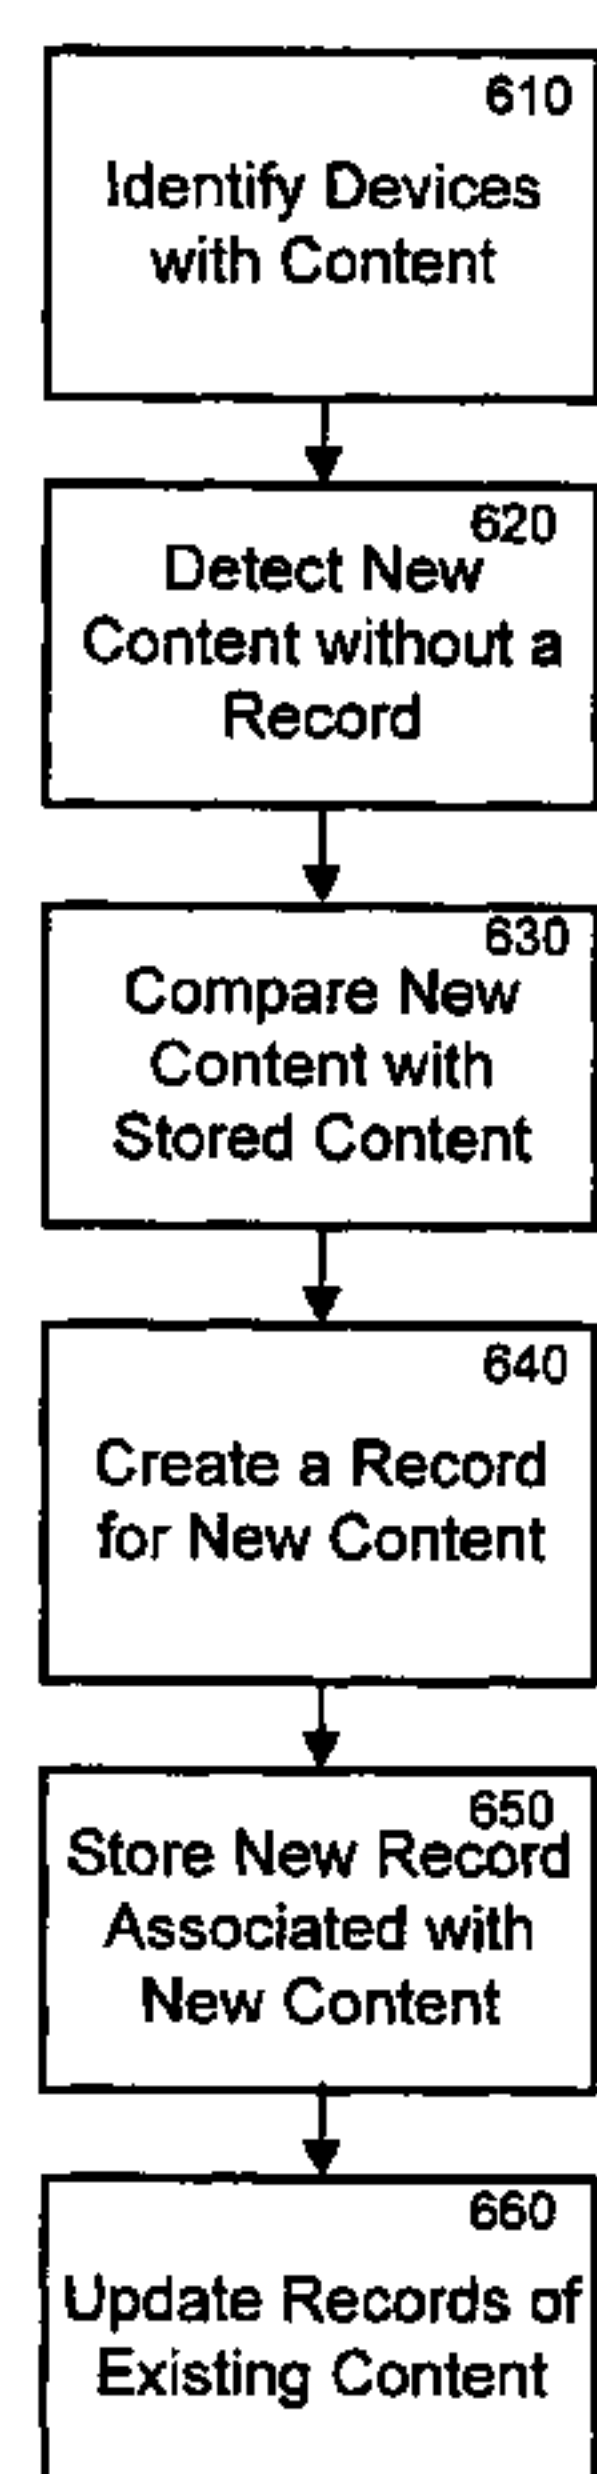 610
Identify Devices
with Content
620
Detect New
Content without a
Record
630
Compare New
Content with
Stored Content
640
Create a Record
for New Content
650
Store New Record
Associated with
New Content
660
Update Records of
Existing Content